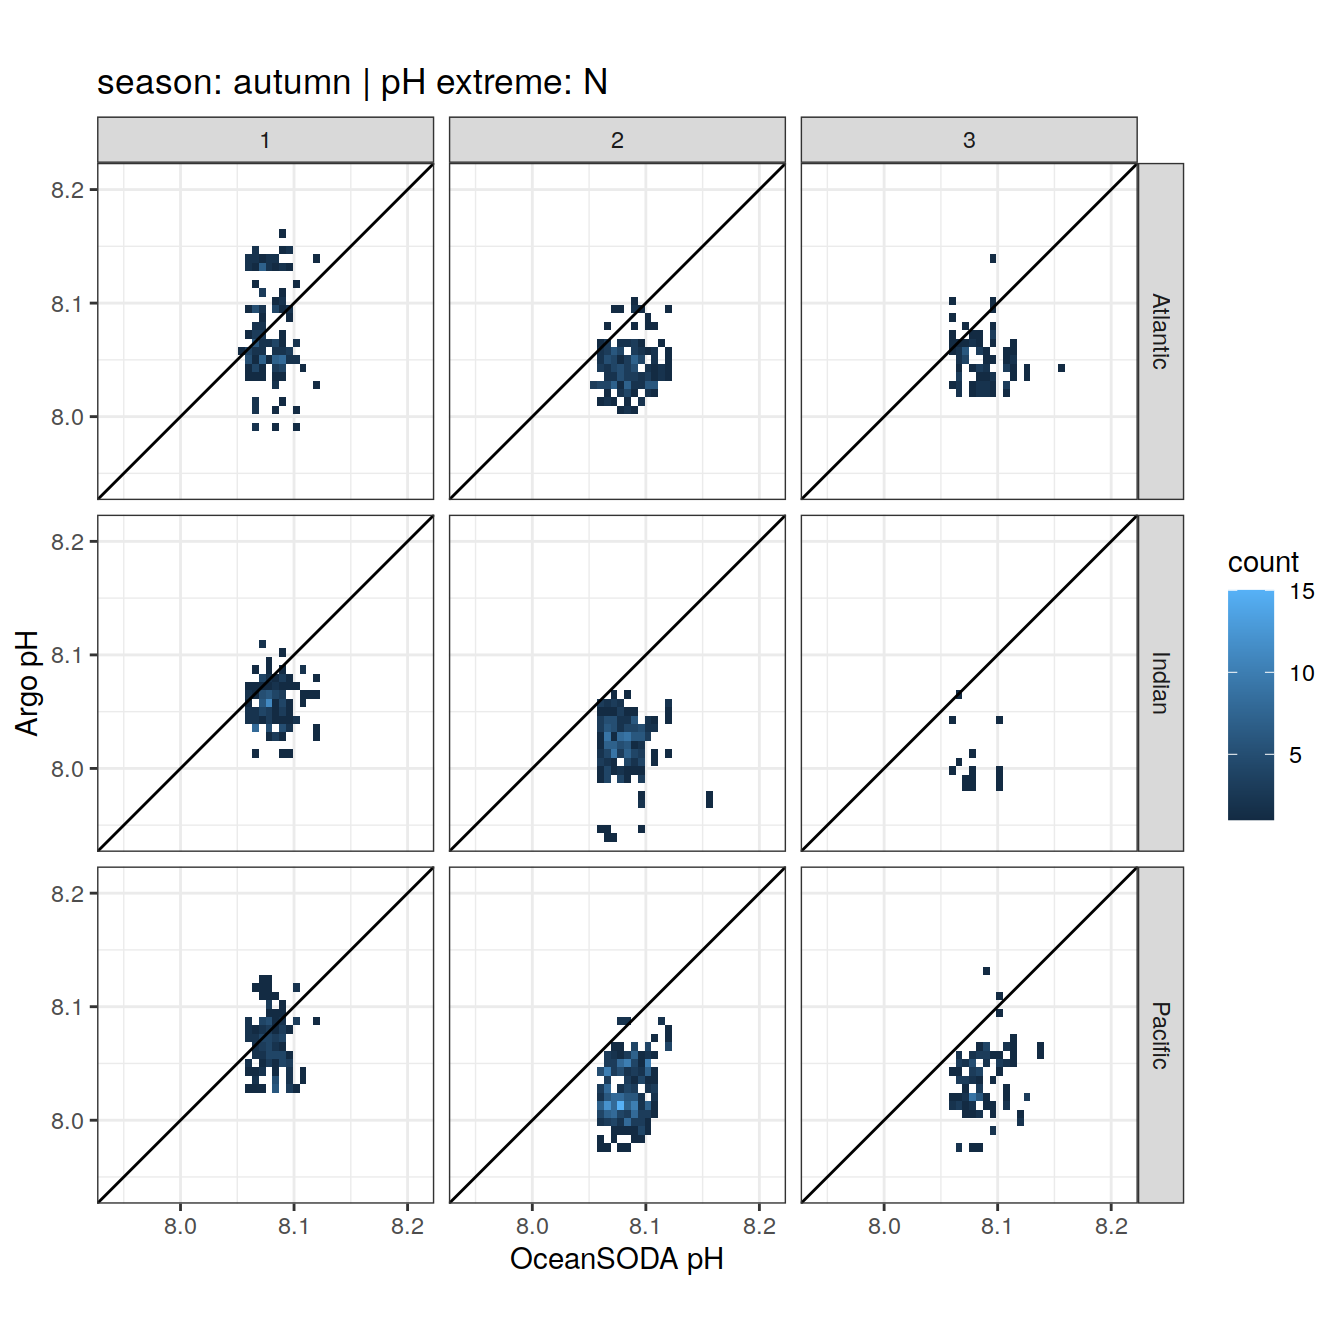 season: autumn | pH extreme: N
1 2 3
8.2
8.1
8.0
Atlantic
8.2
8.1
8.0
Indian
8.2
8.1
8.0
Pacific
Argo pH
8.0 8.1 8.2 8.0 8.1 8.2 8.0 8.1 8.2
OceanSODA pH
count
15
10
5